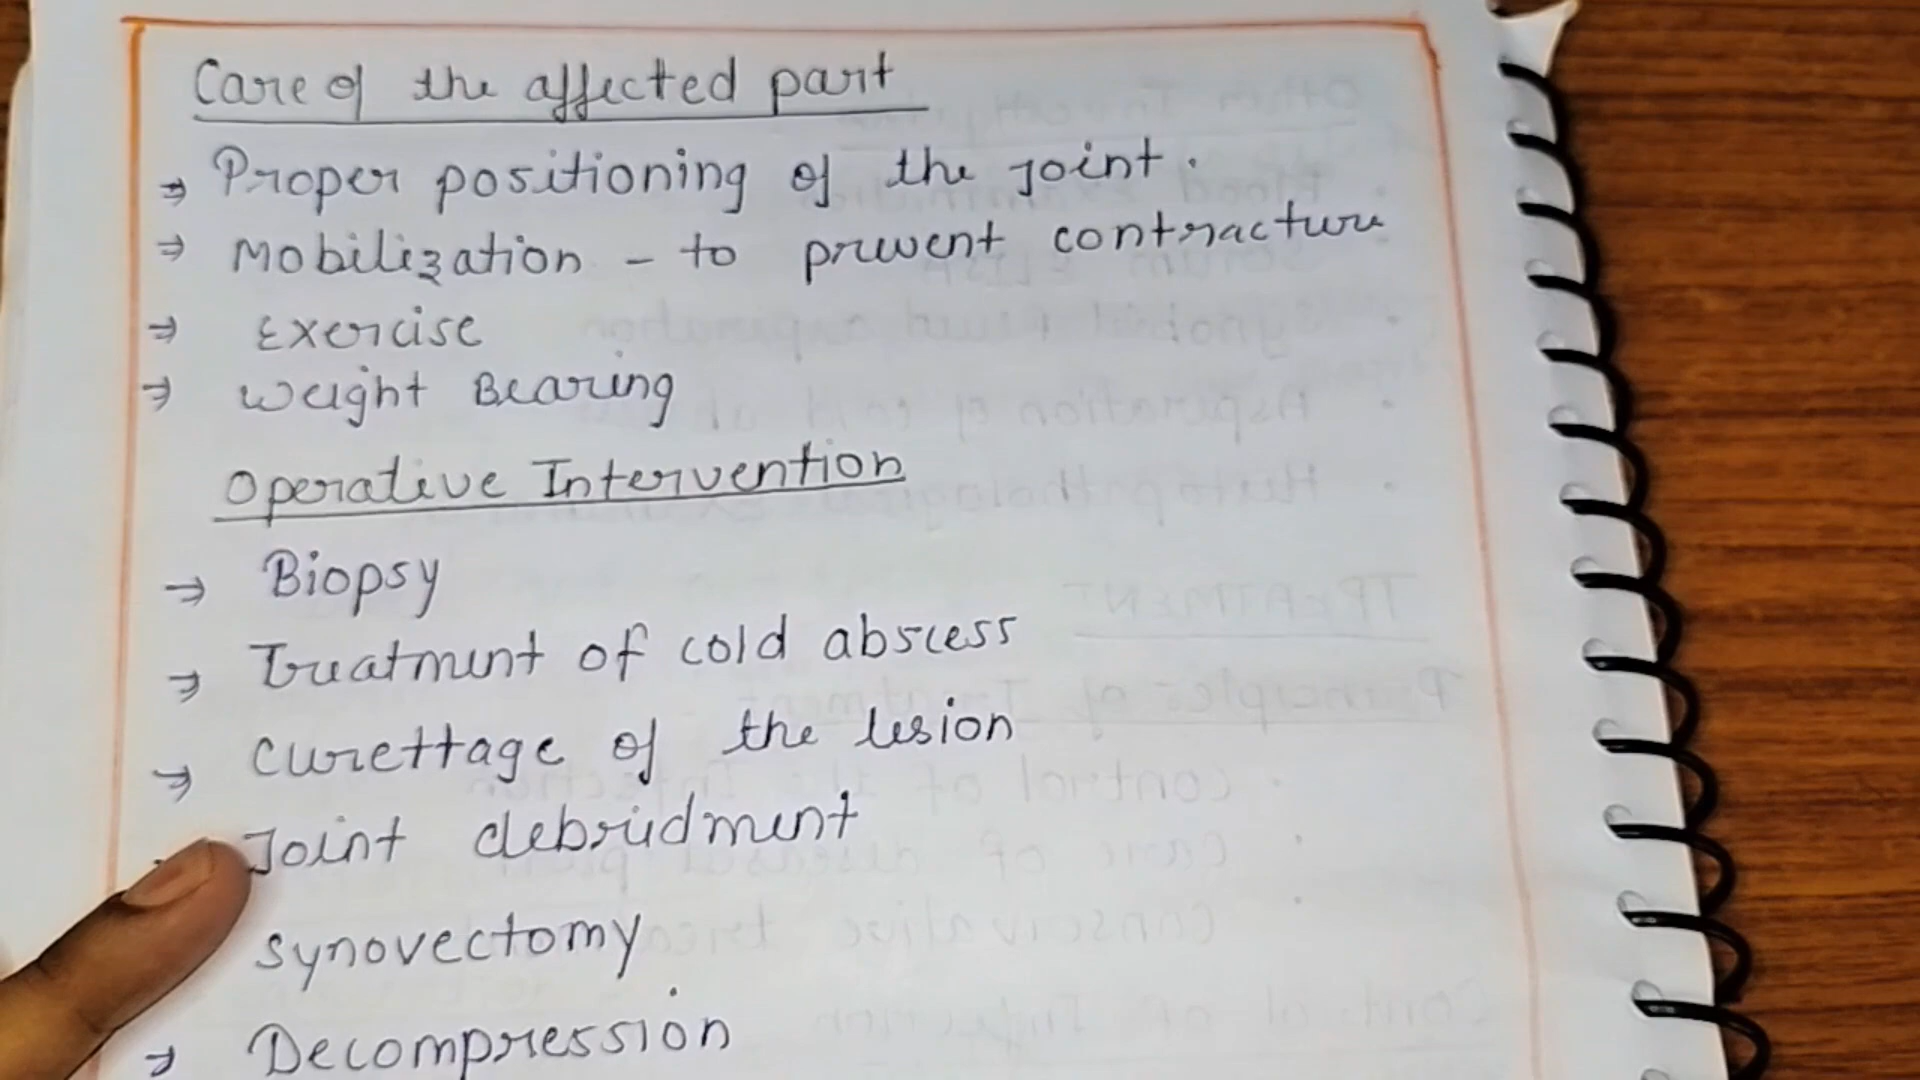 Care of the affected part
⇒ Proper positioning of the joint.
⇒ Mobilization - to prevent contracture
⇒ Exercise
⇒ Weight Bearing
Operative Intervention
→ Biopsy
→ Treatment of cold abscess
→ Curettage of the lesion
Joint debridment
Synovectomy
→ Decompression